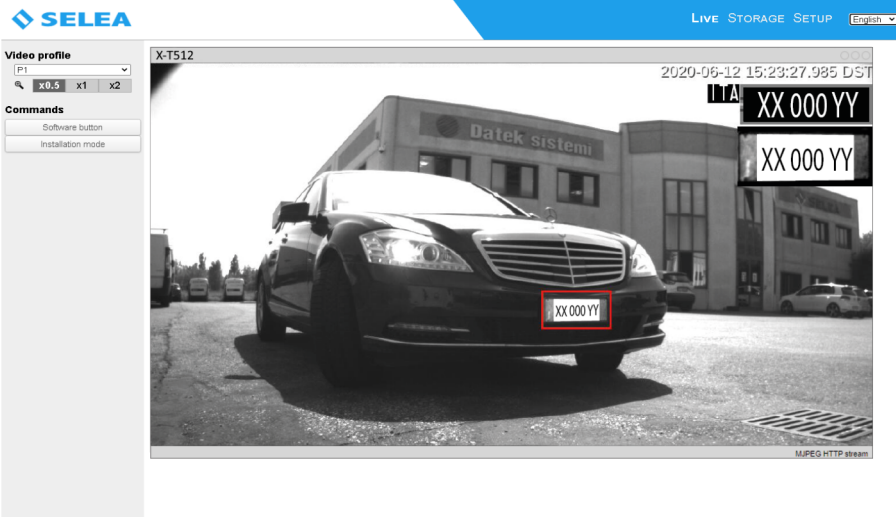 SELEA
LIVE STORAGE SETUP
English
Video profile
P1
x0.5 x1 x2
Commands
Software button
Installation mode
X-T512
2020-06-12 15:23:27.985 DST
ITA
XX 000 YY
XX 000 YY
Datek sistemi
SELEA
XX 000 YY
MJPEG HTTP stream